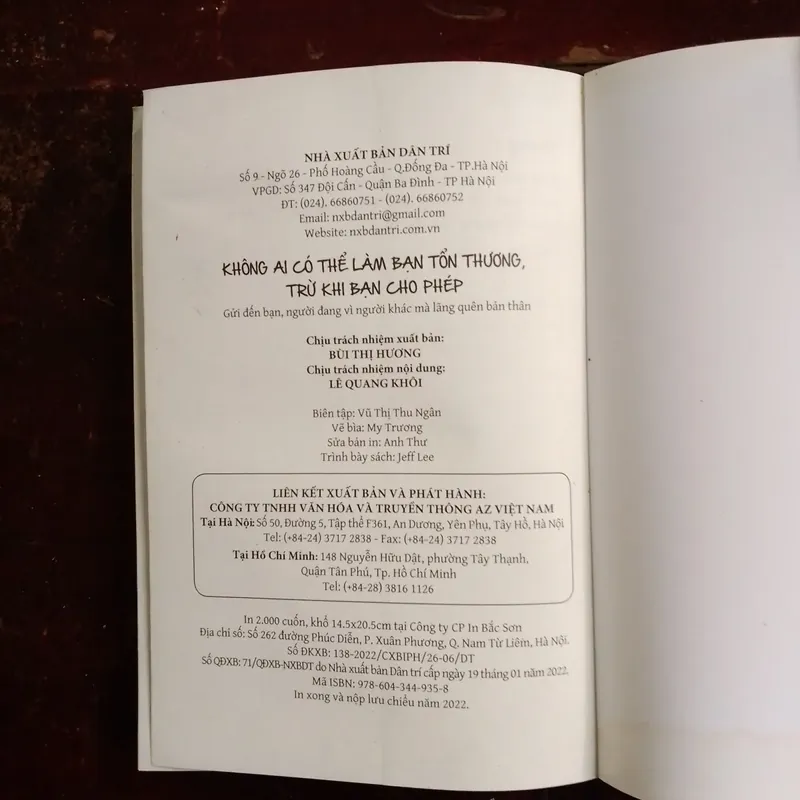 NHÀ XUẤT BẢN DÂN TRÍ
Số 9 - Ngõ 26 - Phố Hoàng Cầu - Q.Đống Đa - TP.Hà Nội
VPGD: Số 347 Đội Cấn - Quận Ba Đình - TP Hà Nội
ĐT: (024). 66860751 - (024). 66860752
Email: nxbdantri@gmail.com
Website: nxbdantri.com.vn
KHÔNG AI CÓ THỂ LÀM BẠN TỔN THƯƠNG,
TRỪ KHI BẠN CHO PHÉP
Gửi đến bạn, người đang vì người khác mà lãng quên bản thân
Chịu trách nhiệm xuất bản:
BÙI THỊ HƯƠNG
Chịu trách nhiệm nội dung:
LÊ QUANG KHÔI
Biên tập: Vũ Thị Thu Ngân
Vẽ bìa: My Trương
Sửa bản in: Anh Thư
Trình bày sách: Jeff Lee
LIÊN KẾT XUẤT BẢN VÀ PHÁT HÀNH:
CÔNG TY TNHH VĂN HÓA VÀ TRUYỀN THÔNG AZ VIỆT NAM
Tại Hà Nội: Số 50, Đường 5, Tập thể F361, An Dương, Yên Phụ, Tây Hồ, Hà Nội
Tel: (+84-24) 3717 2838 - Fax: (+84-24) 3717 2838
Tại Hồ Chí Minh: 148 Nguyễn Hữu Dật, phường Tây Thạnh,
Quận Tân Phú, Tp. Hồ Chí Minh
Tel: (+84-28) 3816 1126
In 2.000 cuốn, khổ 14.5x20.5cm tại Công ty CP In Bắc Sơn
Địa chỉ số: Số 262 đường Phúc Diễn, P. Xuân Phương, Q. Nam Từ Liêm, Hà Nội.
Số ĐKXB: 138-2022/CXBIPH/26-06/DT
Số QĐXB: 71/QĐXB-NXBDT do Nhà xuất bản Dân trí cấp ngày 19 tháng 01 năm 2022.
Mã ISBN: 978-604-344-935-8
In xong và nộp lưu chiểu năm 2022.